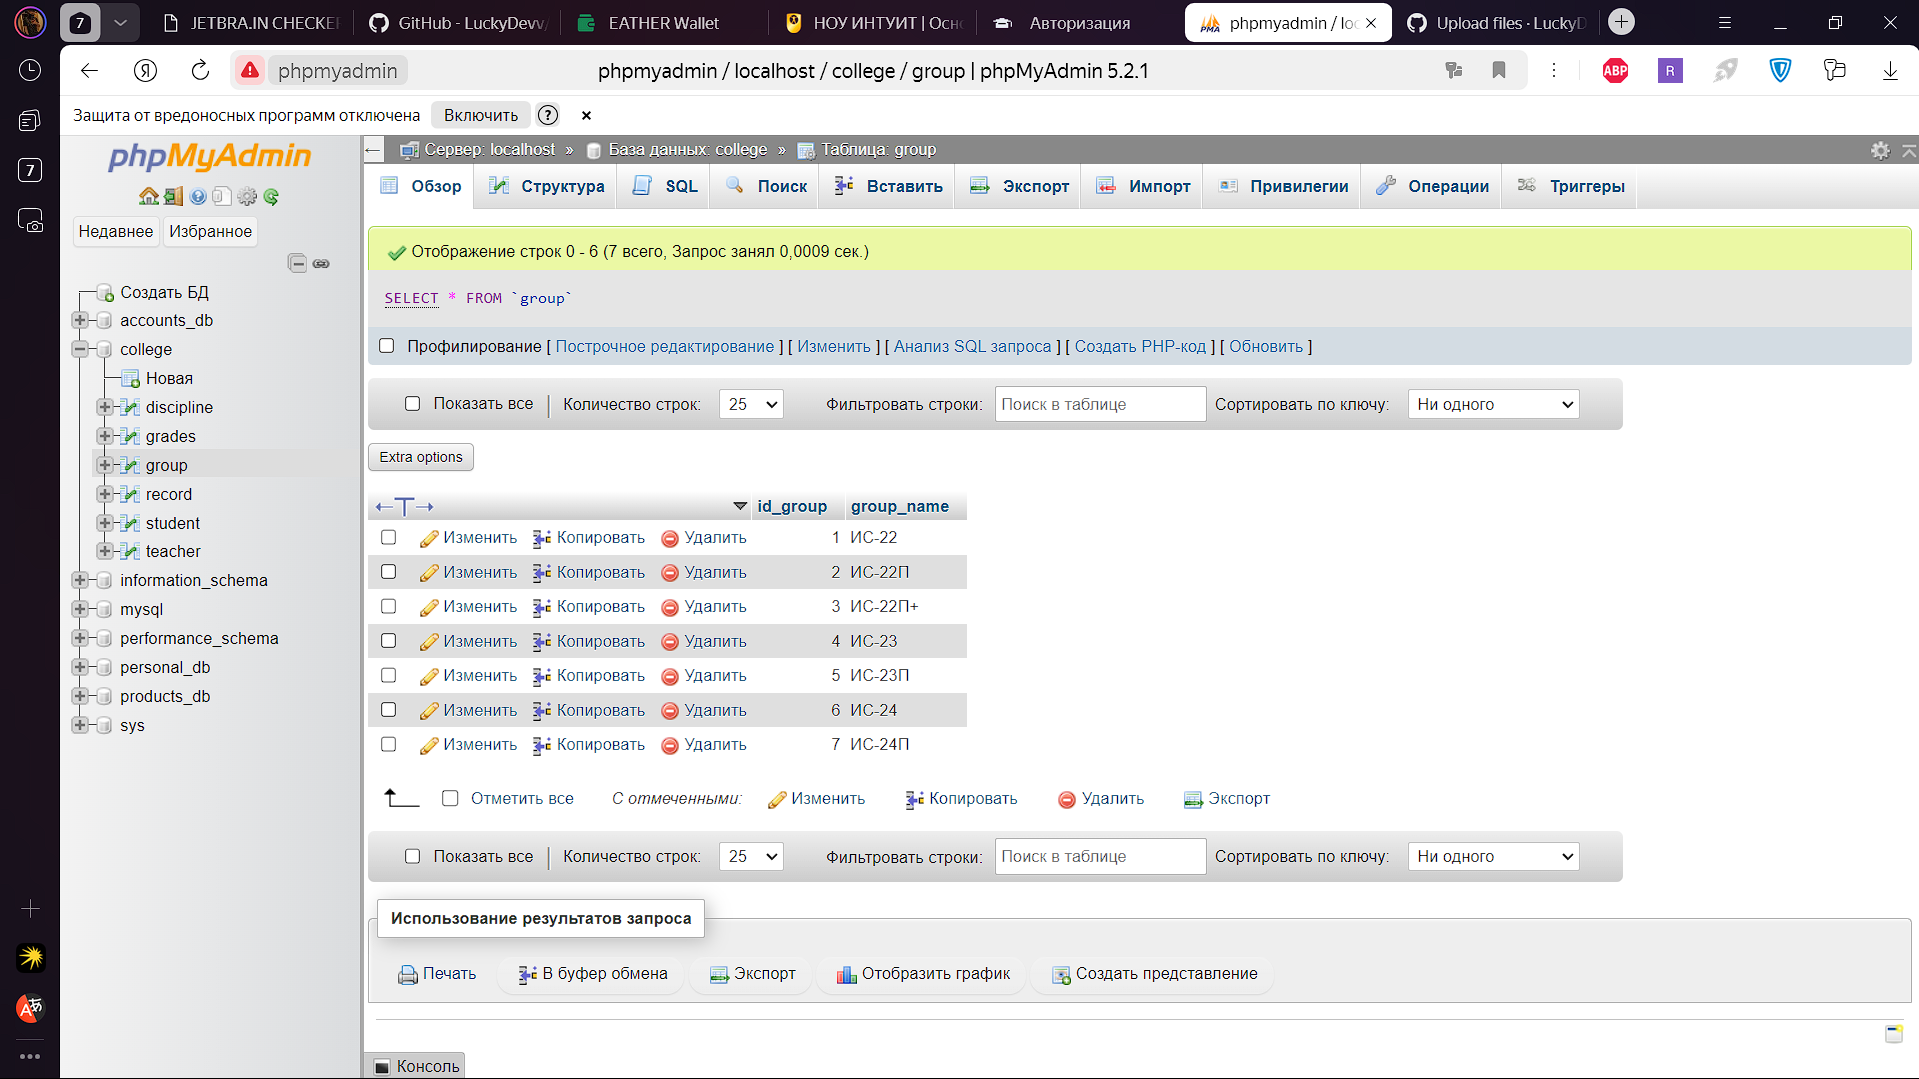 7
JETBRA.IN CHECKER
GitHub - LuckyDevv/
EATHER Wallet
НОУ ИНТУИТ | Осн
Авторизация
phpmyadmin / loc
Upload files · LuckyD
phpmyadmin
phpmyadmin / localhost / college / group | phpMyAdmin 5.2.1
ABP
R
Защита от вредоносных программ отключена
Включить
7
phpMyAdmin
Недавнее
Избранное
Создать БД
accounts_db
college
Новая
discipline
grades
group
record
student
teacher
information_schema
mysql
performance_schema
personal_db
products_db
sys
Сервер: localhost » База данных: college » Таблица: group
Обзор
Структура
SQL
Поиск
Вставить
Экспорт
Импорт
Привилегии
Операции
Триггеры
Отображение строк 0 - 6 (7 всего, Запрос занял 0,0009 сек.)
SELECT * FROM `group`
Профилирование [ Построчное редактирование ] [ Изменить ] [ Анализ SQL запроса ] [ Создать PHP-код ] [ Обновить ]
Показать все | Количество строк: 25 Фильтровать строки: Поиск в таблице Сортировать по ключу: Ни одного
Extra options
id_group group_name
Изменить Копировать Удалить 1 ИС-22
Изменить Копировать Удалить 2 ИС-22П
Изменить Копировать Удалить 3 ИС-22П+
Изменить Копировать Удалить 4 ИС-23
Изменить Копировать Удалить 5 ИС-23П
Изменить Копировать Удалить 6 ИС-24
Изменить Копировать Удалить 7 ИС-24П
Отметить все С отмеченными: Изменить Копировать Удалить Экспорт
Показать все | Количество строк: 25 Фильтровать строки: Поиск в таблице Сортировать по ключу: Ни одного
Использование результатов запроса
Печать В буфер обмена Экспорт Отобразить график Создать представление
Консоль